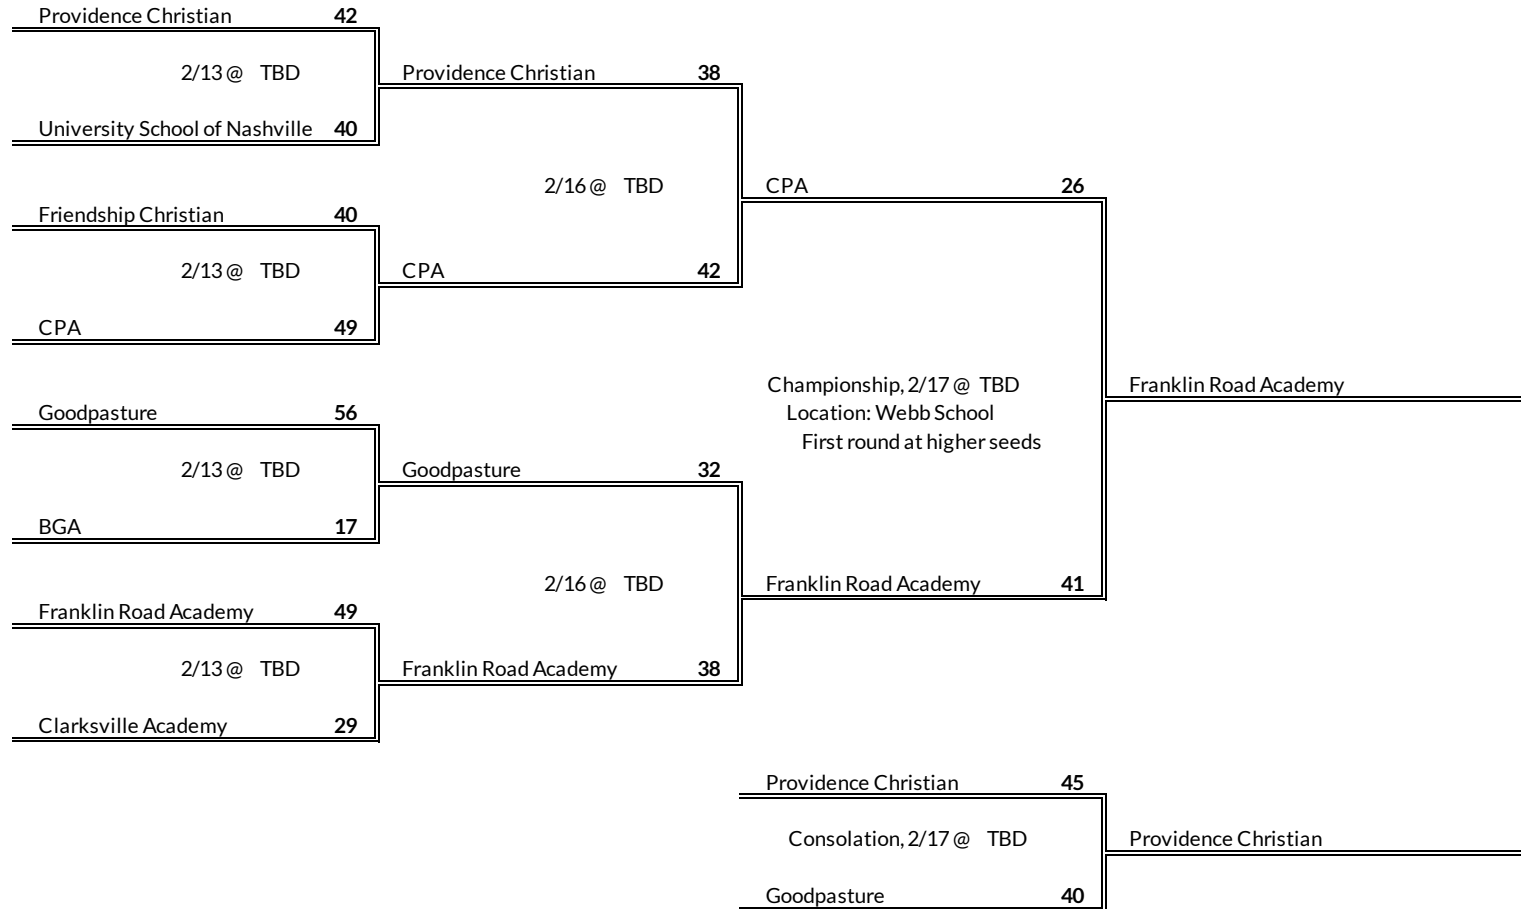 Providence Christian 42
2/13 @ TBD
Providence Christian 38
University School of Nashville 40
2/16 @ TBD
CPA 26
Friendship Christian 40
2/13 @ TBD
CPA 42
CPA 49
Championship, 2/17 @ TBD
Franklin Road Academy
Goodpasture 56
Location: Webb School
First round at higher seeds
2/13 @ TBD
Goodpasture 32
BGA 17
2/16 @ TBD
Franklin Road Academy 41
Franklin Road Academy 49
2/13 @ TBD
Franklin Road Academy 38
Clarksville Academy 29
Providence Christian 45
Consolation, 2/17 @ TBD
Providence Christian
Goodpasture 40